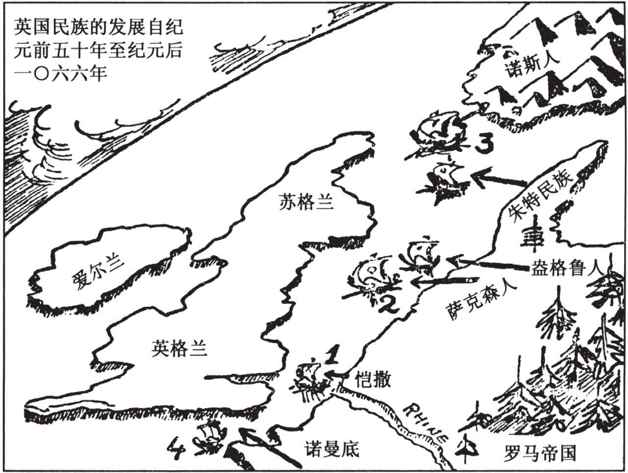 英国民族的发展自纪
元前五十年至纪元后
一〇六六年
诺斯人
3
朱特民族
苏格兰
爱尔兰
盎格鲁人
2
萨克森人
英格兰
1
恺撒
RHINE
4
诺曼底
罗马帝国